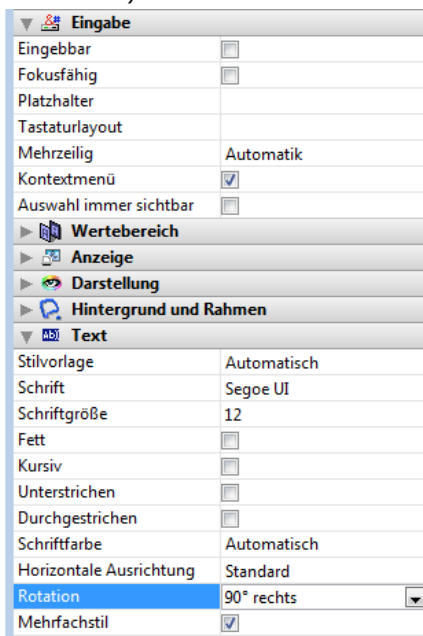 Eingabe
Eingebbar
Fokusfähig
Platzhalter
Tastaturlayout
Mehrzeilig Automatik
Kontextmenü
Auswahl immer sichtbar
Wertebereich
Anzeige
Darstellung
Hintergrund und Rahmen
Text
Stilvorlage Automatisch
Schrift Segoe UI
Schriftgröße 12
Fett
Kursiv
Unterstrichen
Durchgestrichen
Schriftfarbe Automatisch
Horizontale Ausrichtung Standard
Rotation 90° rechts
Mehrfachstil